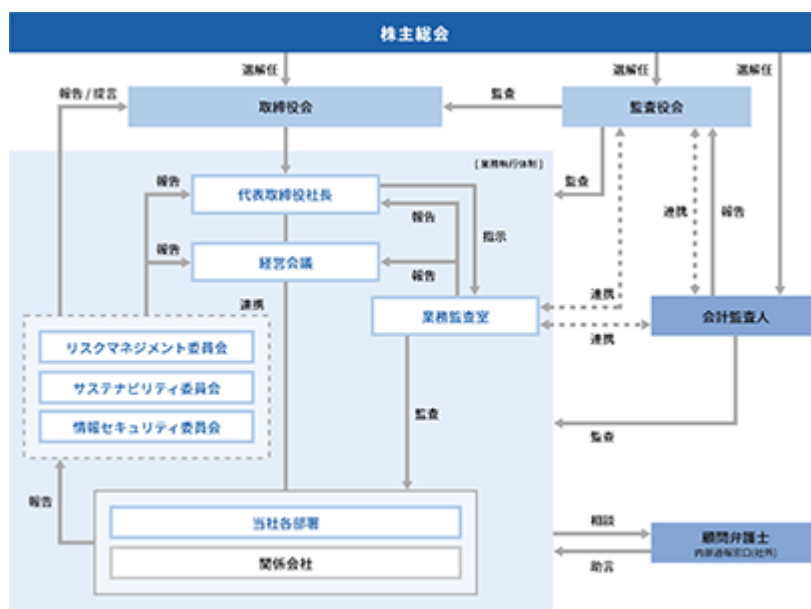 株主総会
選解任
選解任
選解任
報告 / 提言
取締役会
監査
監査役会
[ 業務執行体制 ]
報告
代表取締役社長
監査
報告
連携
報告
指示
報告
経営会議
報告
連携
連携
業務監査室
会計監査人
連携
リスクマネジメント委員会
サステナビリティ委員会
情報セキュリティ委員会
監査
監査
報告
当社各部署
関係会社
相談
助言
顧問弁護士
内部通報窓口(社外)